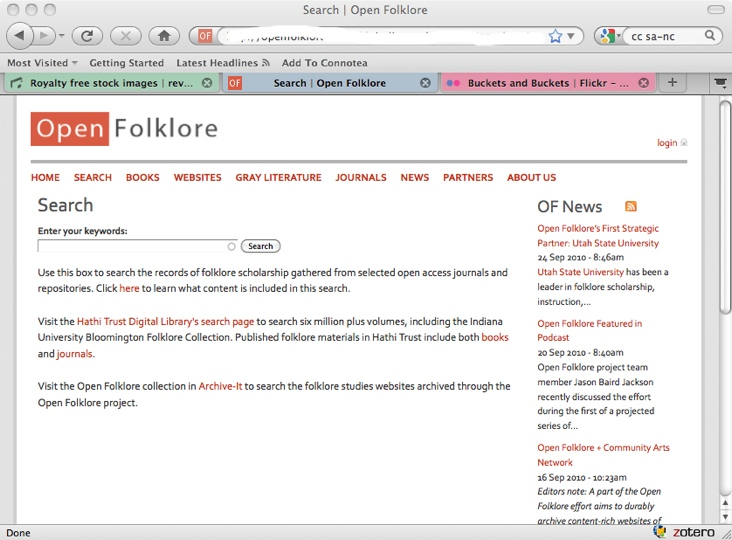 Search | Open Folklore
cc sa-nc
Most Visited Getting Started Latest Headlines Add To Connotea
Royalty free stock images | rev... Search | Open Folklore Buckets and Buckets | Flickr - ...
Open Folklore
login
HOME SEARCH BOOKS WEBSITES GRAY LITERATURE JOURNALS NEWS PARTNERS ABOUT US
Search
Enter your keywords:
Search
Use this box to search the records of folklore scholarship gathered from selected open access journals and
repositories. Click here to learn what content is included in this search.
Visit the Hathi Trust Digital Library's search page to search six million plus volumes, including the Indiana
University Bloomington Folklore Collection. Published folklore materials in Hathi Trust include both books
and journals.
Visit the Open Folklore collection in Archive-It to search the folklore studies websites archived through the
Open Folklore project.
OF News
Open Folklore's First Strategic
Partner: Utah State University
24 Sep 2010 - 8:46am
Utah State University has been a
leader in folklore scholarship,
instruction,...
Open Folklore Featured in
Podcast
20 Sep 2010 - 8:40am
Open Folklore project team
member Jason Baird Jackson
recently discussed the effort
during the first of a projected
series of...
Open Folklore + Community Arts
Network
16 Sep 2010 - 10:23am
Editors note: A part of the Open
Folklore effort aims to durably
archive content-rich websites of
Done
zotero